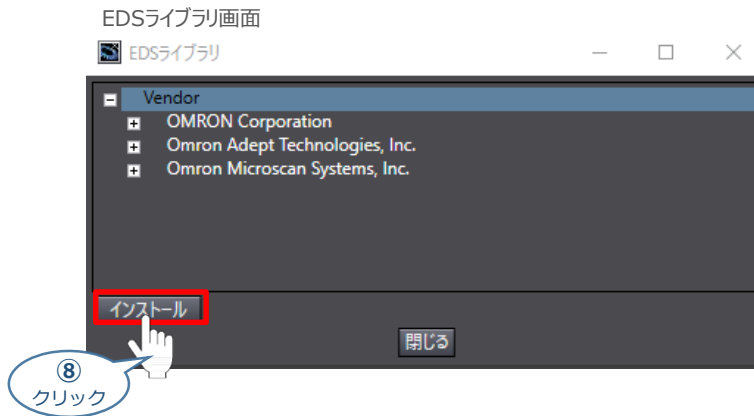 EDSライブラリ画面
EDSライブラリ
Vendor
OMRON Corporation
Omron Adept Technologies, Inc.
Omron Microscan Systems, Inc.
インストール
閉じる
⑧
クリック